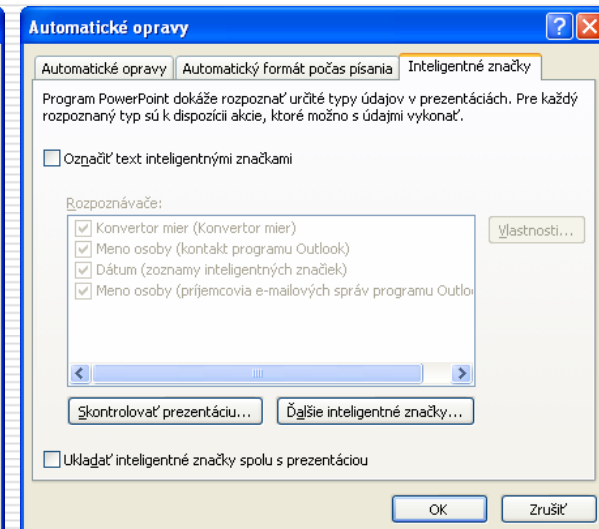 Automatické opravy
Automatické opravy Automatický formát počas písania Inteligentné značky
Program PowerPoint dokáže rozpoznať určité typy údajov v prezentáciách. Pre každý
rozpoznaný typ sú k dispozícii akcie, ktoré možno s údajmi vykonať.
Označiť text inteligentnými značkami
Rozpoznávače:
Konvertor mier (Konvertor mier)
Meno osoby (kontakt programu Outlook)
Dátum (zoznamy inteligentných značiek)
Meno osoby (príjemcovia e-mailových správ programu Outlo
Vlastnosti...
Skontrolovať prezentáciu... Ďalšie inteligentné značky...
Ukladať inteligentné značky spolu s prezentáciou
OK Zrušiť